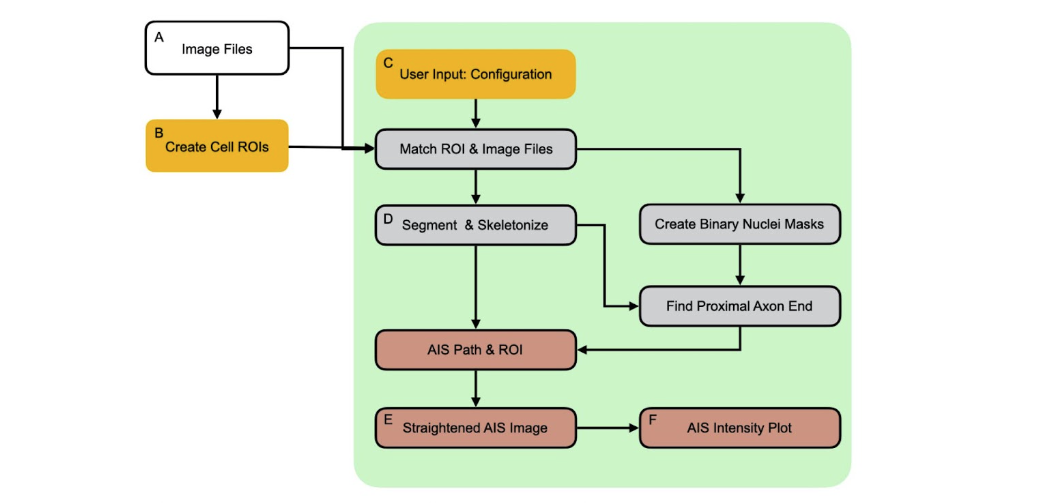 A
Image Files
B
Create Cell ROIs
C
User Input: Configuration
Match ROI & Image Files
D
Segment & Skeletonize
Create Binary Nuclei Masks
Find Proximal Axon End
AIS Path & ROI
E
Straightened AIS Image
F
AIS Intensity Plot